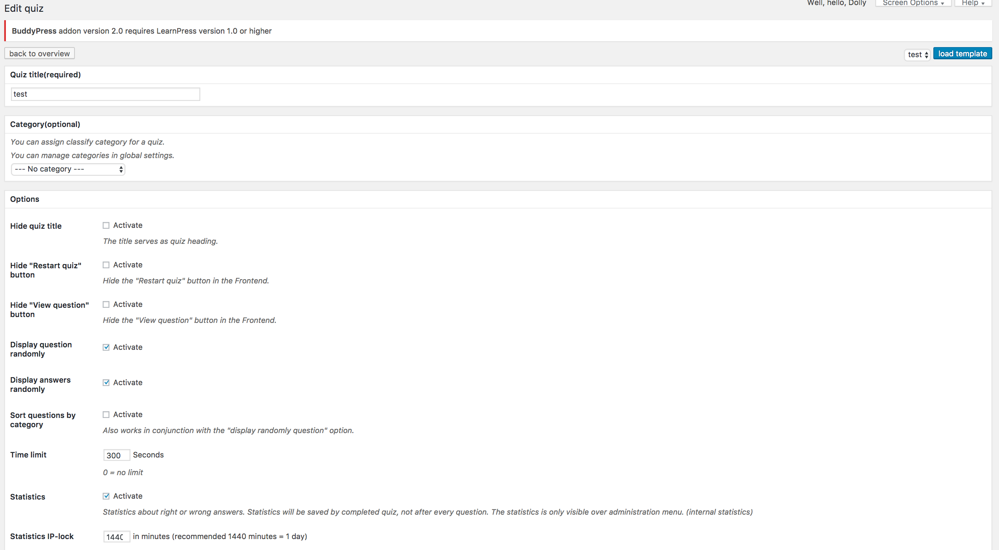 Edit quiz
Well, hello, Dolly
Screen Options
Help
BuddyPress addon version 2.0 requires LearnPress version 1.0 or higher
back to overview
test
load template
Quiz title(required)
test
Category(optional)
You can assign classify category for a quiz.
You can manage categories in global settings.
--- No category ---
Options
Hide quiz title
Activate
The title serves as quiz heading.
Hide "Restart quiz"
button
Activate
Hide the "Restart quiz" button in the Frontend.
Hide "View question"
button
Activate
Hide the "View question" button in the Frontend.
Display question
randomly
Activate
Display answers
randomly
Activate
Sort questions by
category
Activate
Also works in conjunction with the "display randomly question" option.
Time limit
300 Seconds
0 = no limit
Statistics
Activate
Statistics about right or wrong answers. Statistics will be saved by completed quiz, not after every question. The statistics is only visible over administration menu. (internal statistics)
Statistics IP-lock
1440 in minutes (recommended 1440 minutes = 1 day)